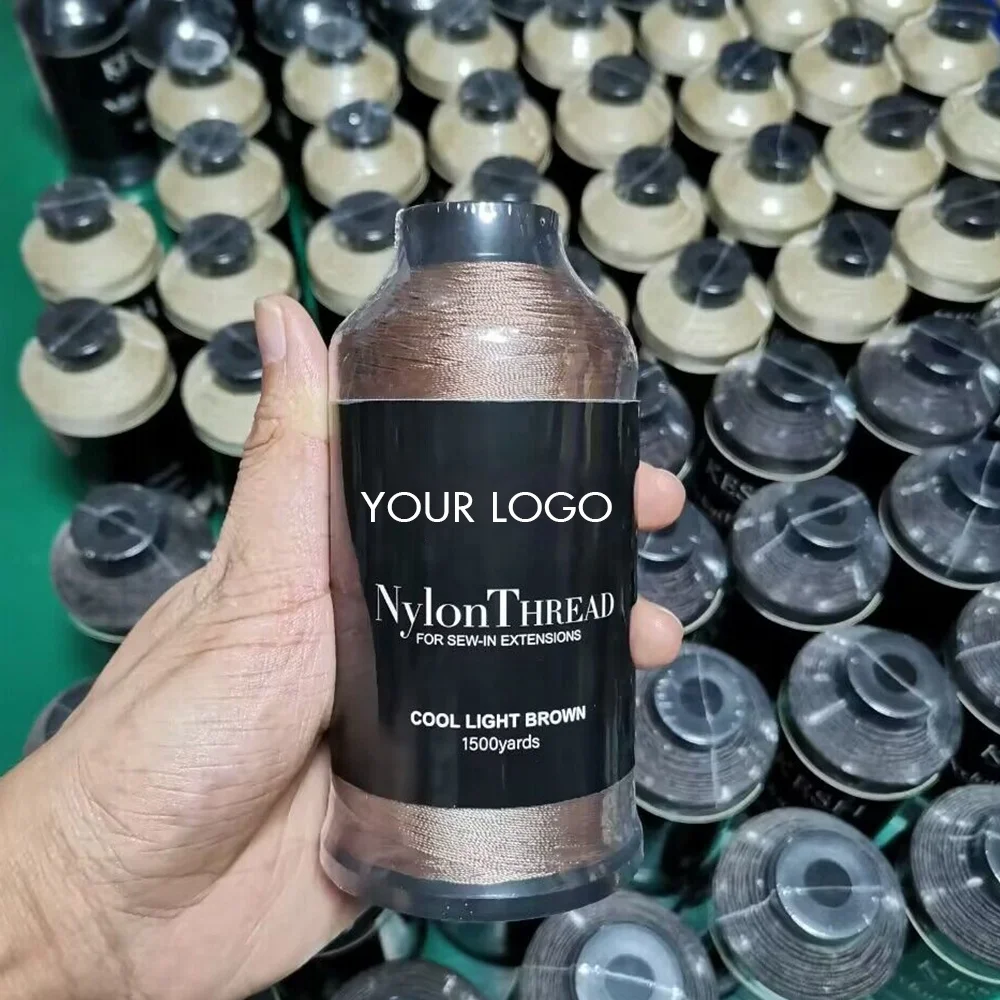 YOUR LOGO
NylonTHREAD
FOR SEW-IN EXTENSIONS
COOL LIGHT BROWN
1500yards